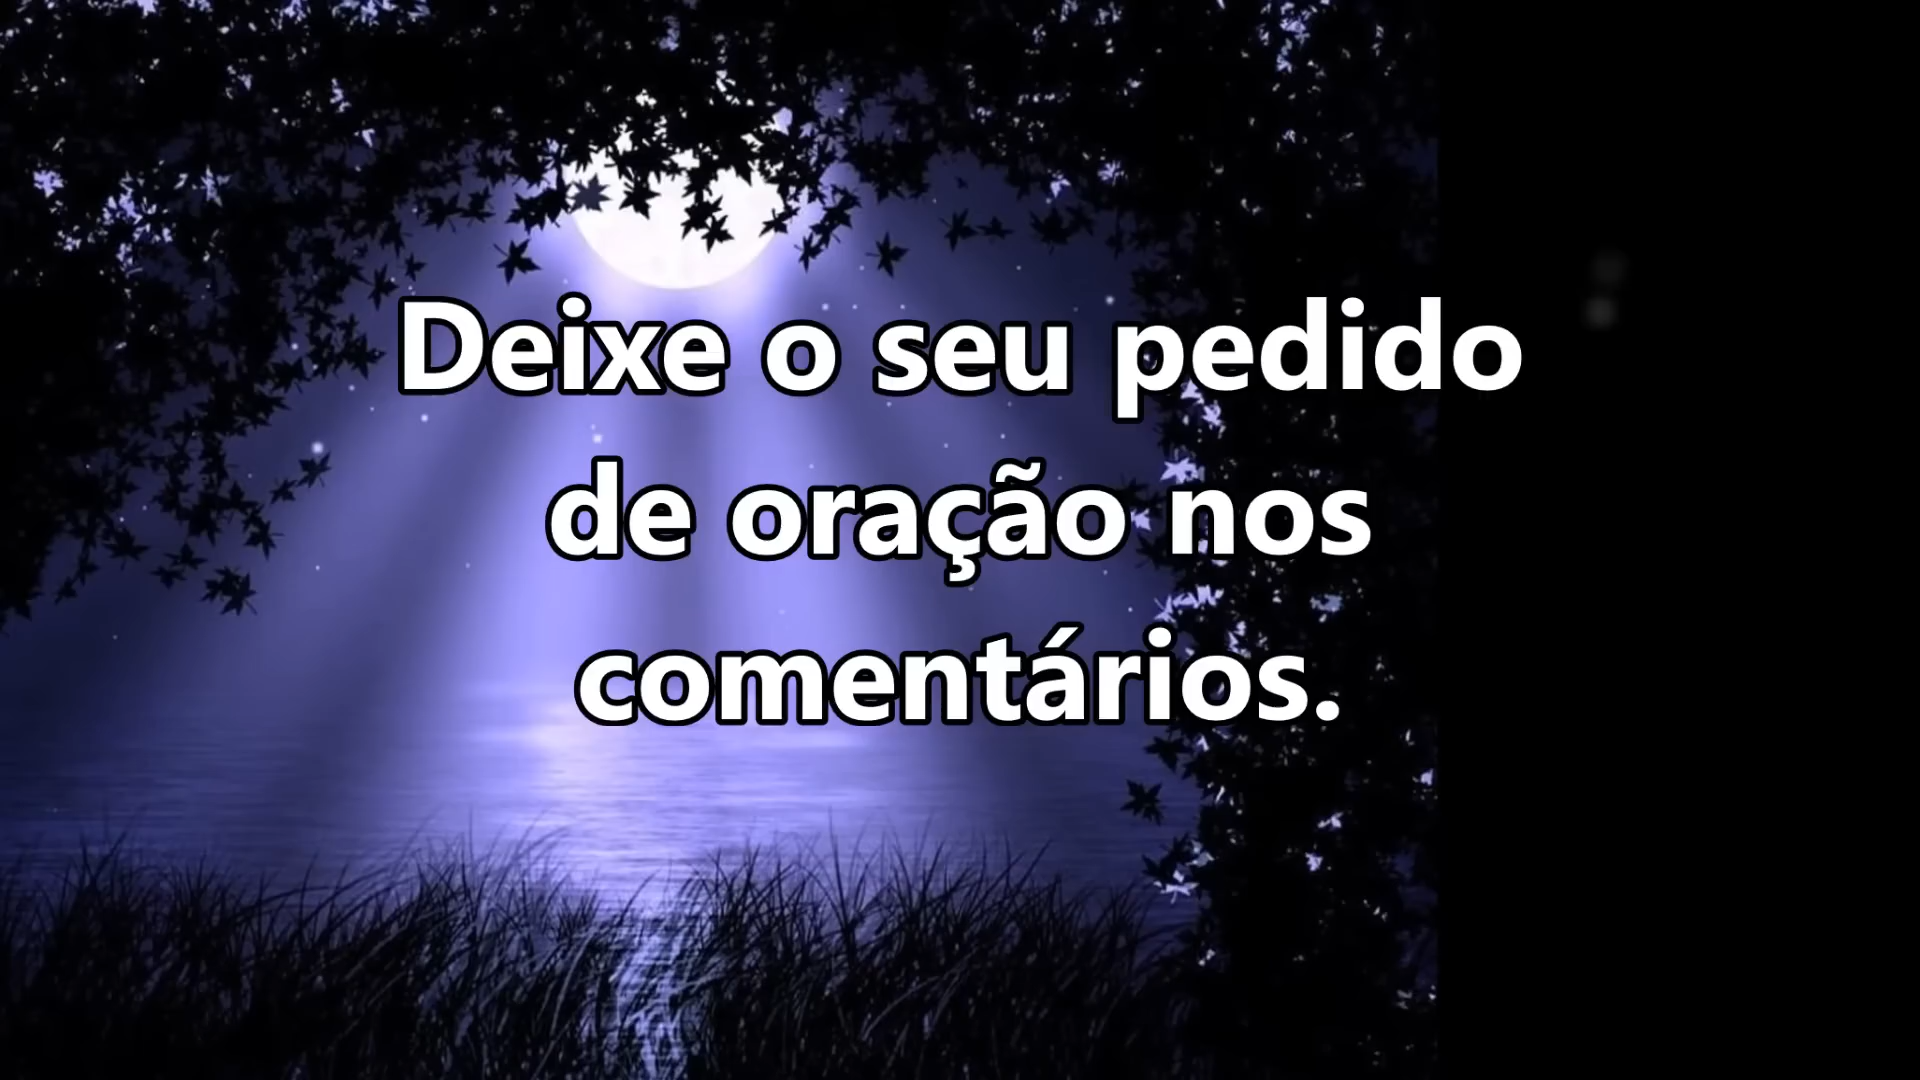 Deixe o seu pedido
de oração nos
comentários.